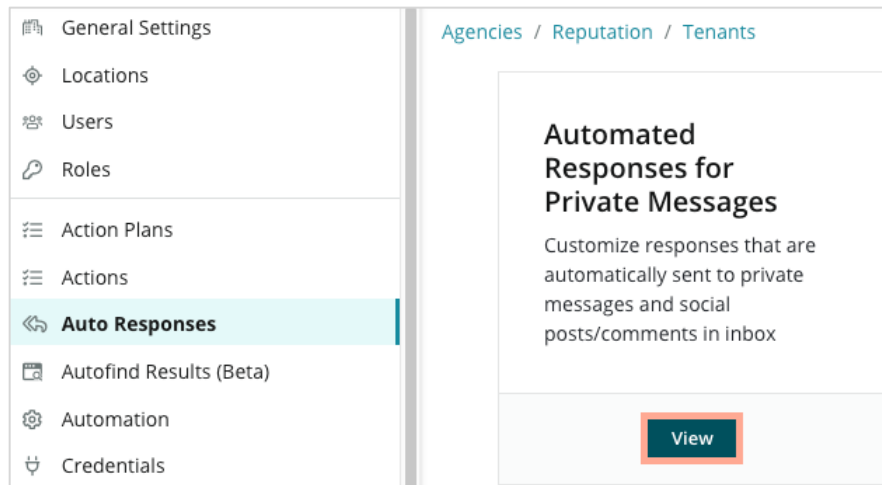 General Settings
Locations
Users
Roles
Action Plans
Actions
Auto Responses
Autofind Results (Beta)
Automation
Credentials
Agencies / Reputation / Tenants
Automated
Responses for
Private Messages
Customize responses that are
automatically sent to private
messages and social
posts/comments in inbox
View